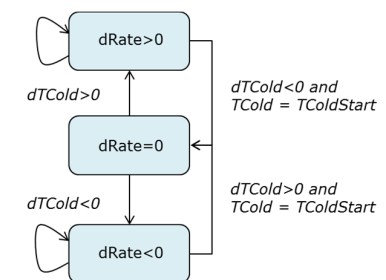 dRate>0
dTCold<0 and
TCold = TColdStart
dTCold>0
dRate=0
dTCold<0
dTCold>0 and
TCold = TColdStart
dRate<0